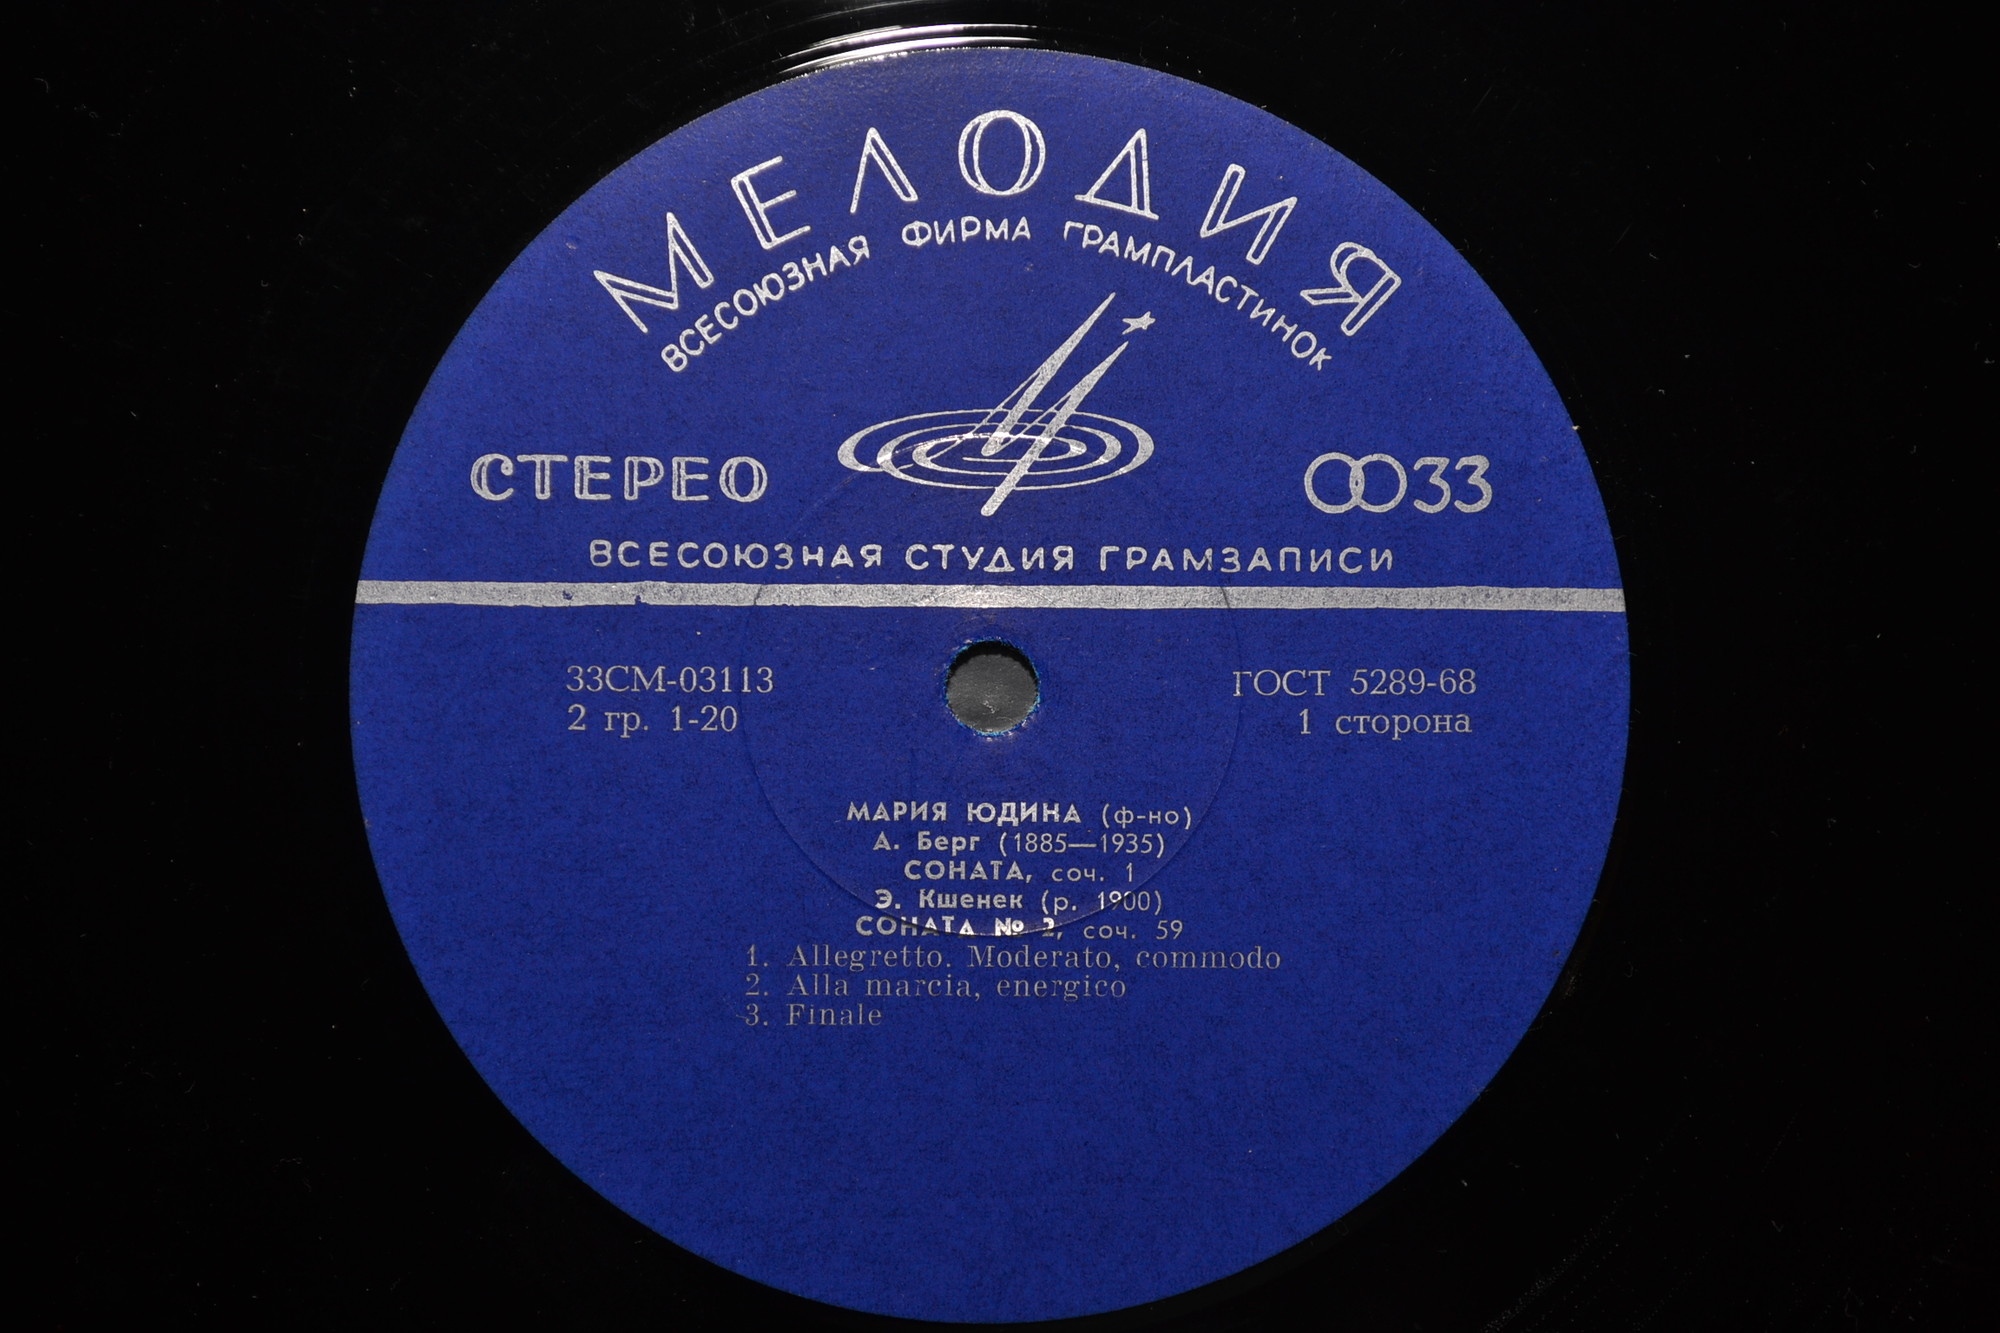 МЕЛОДИЯ
ВСЕСОЮЗНАЯ ФИРМА ГРАМПЛАСТИНОК
СТЕРЕО
33
ВСЕСОЮЗНАЯ СТУДИЯ ГРАМЗАПИСИ
33СМ-03113
2 гр. 1-20
ГОСТ 5289-68
1 сторона
МАРИЯ ЮДИНА (ф-но)
А. Берг (1885—1935)
СОНАТА, соч. 1
Э. Кшенек (р. 1900)
СОНАТА № 2, соч. 59
1. Allegretto. Moderato, commodo
2. Alla marcia, energico
3. Finale